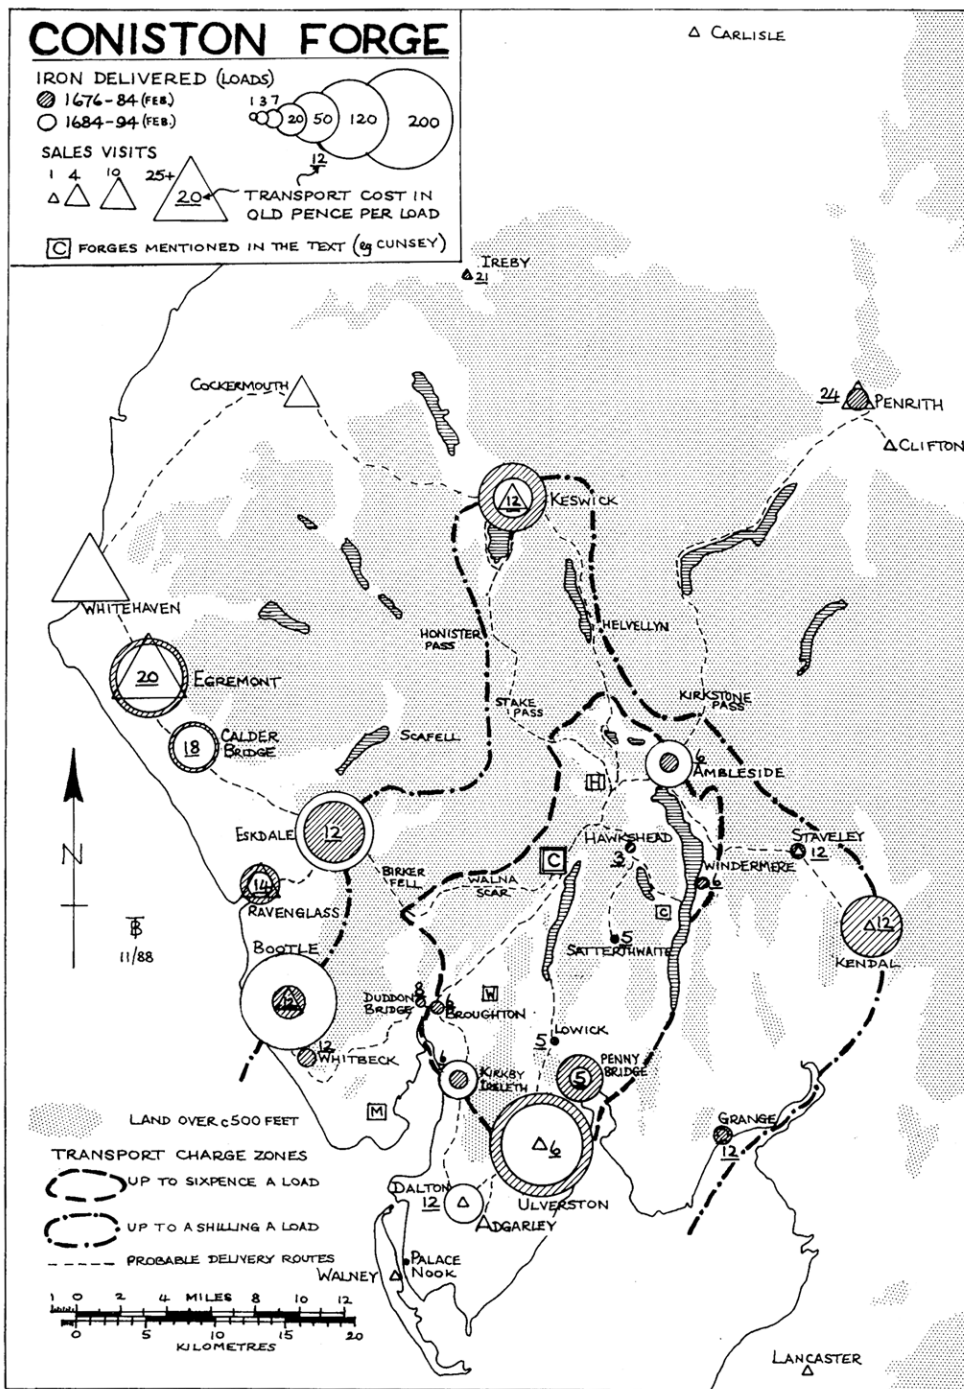 CONISTON FORGE
IRON DELIVERED (LOADS)
1676-84 (FEB.)
1684-94 (FEB.)
1 3 7 20 50 120 200
12
SALES VISITS
1 4 10 25+
20
TRANSPORT COST IN
OLD PENCE PER LOAD
C FORGES MENTIONED IN THE TEXT (eg CUNSEY)
CARLISLE
IREBY
21
COCKERMOUTH
24 PENRITH
CLIFTON
12 KESWICK
WHITEHAVEN
HONISTER
PASS
HELVELLYN
20 EGREMONT
STAKE
PASS
KIRKSTONE
PASS
18
CALDER
BRIDGE
SCAFELL
6
AMBLESIDE
H
ESKDALE 12
HAWKSHEAD
3
STAVELEY
12
WINDERMERE
6
BIRKER
FELL
WALNA
SCAR
C
N
14
RAVENGLASS
C
12
KENDAL
TB
11/88
BOOTLE
12
5
SATTERTHWAITE
8
DUDDON
BRIDGE
6
BROUGHTON
W
12
WHITBECK
LOWICK
5
6
KIRKBY
IRELETH
PENNY
BRIDGE
5
M
LAND OVER c500 FEET
GRANGE
12
TRANSPORT CHARGE ZONES
UP TO SIXPENCE A LOAD
UP TO A SHILLING A LOAD
PROBABLE DELIVERY ROUTES
6
ULVERSTON
DALTON
12
ADGARLEY
PALACE
NOOK
WALNEY
1 0 2 4 MILES 8 10 12
0 5 10 15 20
KILOMETRES
LANCASTER